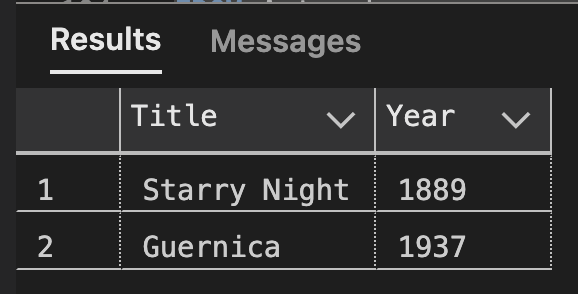 Results Messages
Title Year
1 Starry Night 1889
2 Guernica 1937